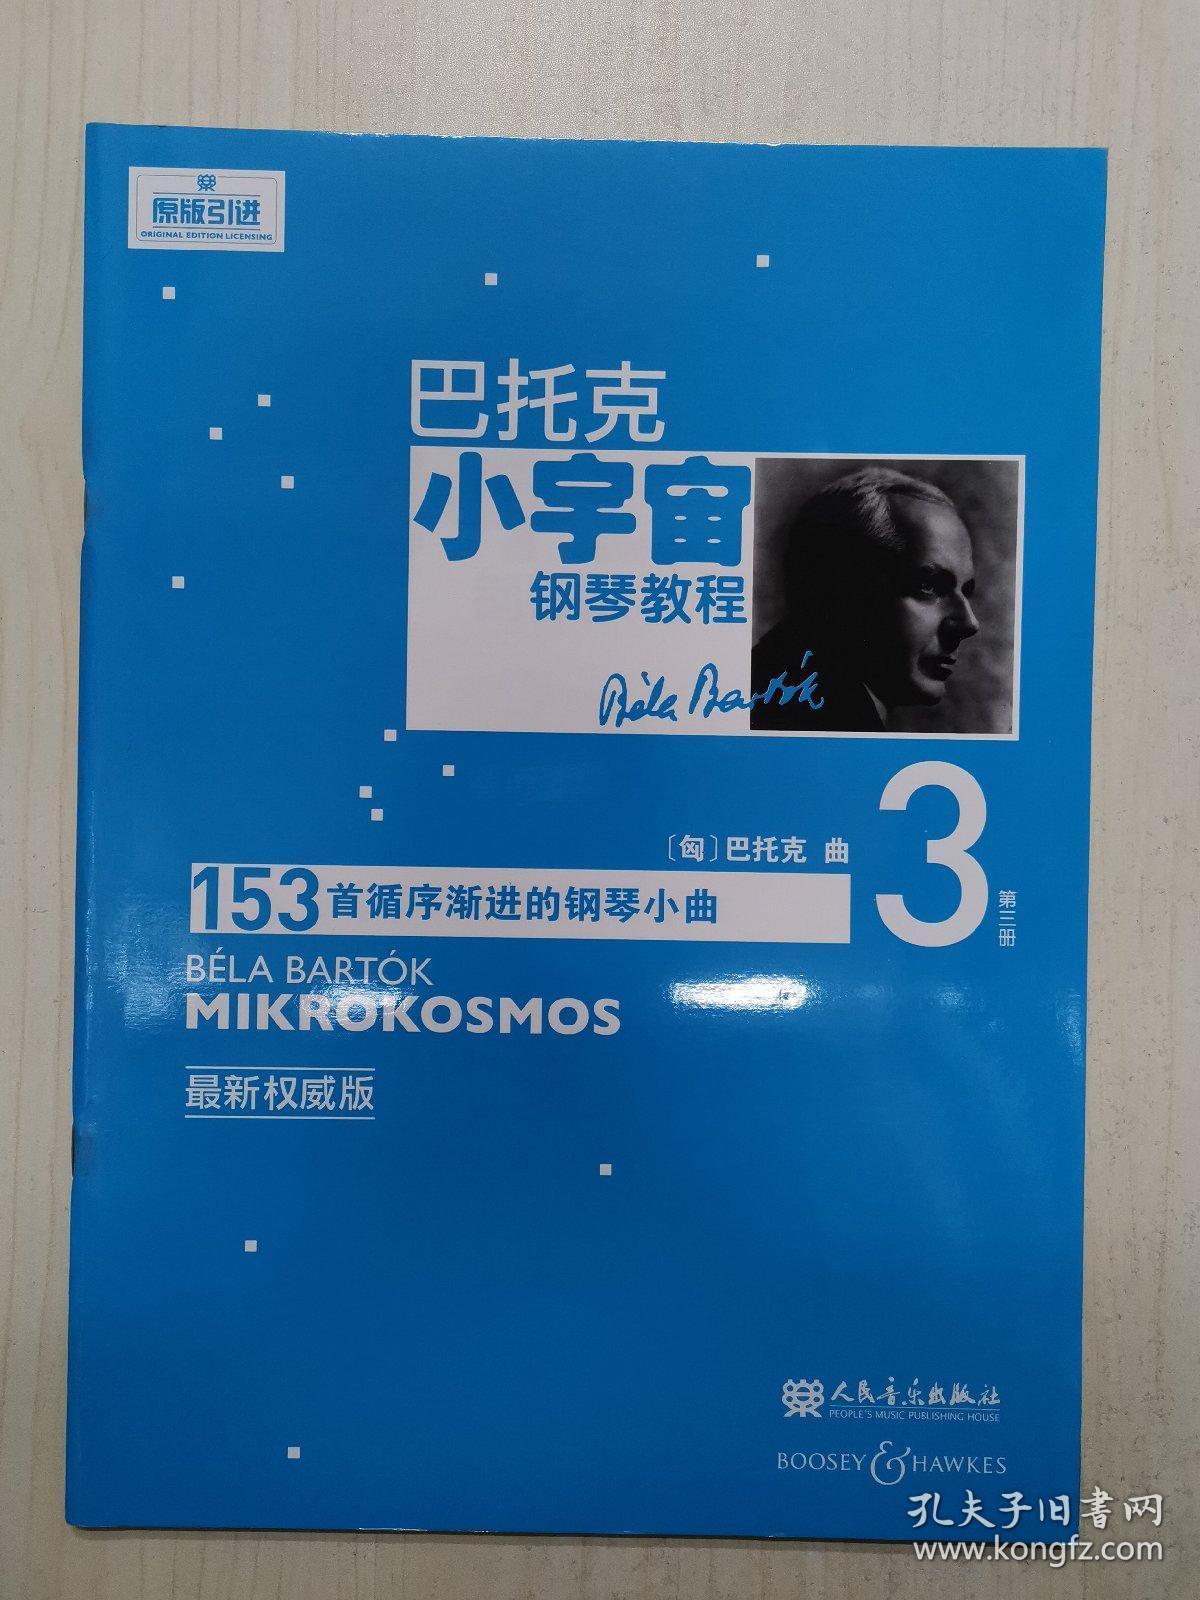 原版引进
ORIGINAL EDITION LICENSING
巴托克
小宇宙
钢琴教程
Béla Bartók
3
第三册
〔匈〕巴托克 曲
153首循序渐进的钢琴小曲
BÉLA BARTÓK
MIKROKOSMOS
最新权威版
人民音乐出版社
PEOPLE'S MUSIC PUBLISHING HOUSE
BOOSEY & HAWKES
孔夫子旧书网
www.kongfz.com